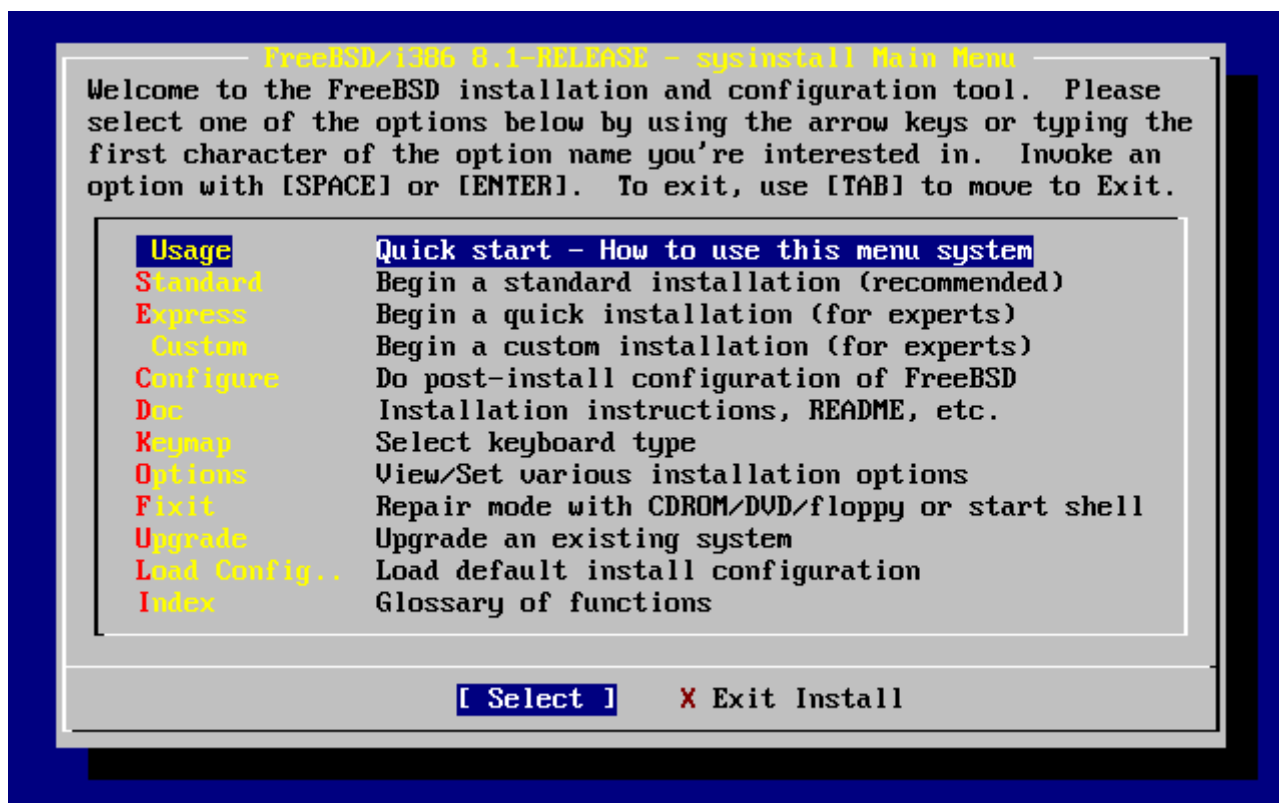 FreeBSD/i386 8.1-RELEASE - sysinstall Main Menu
Welcome to the FreeBSD installation and configuration tool.  Please
select one of the options below by using the arrow keys or typing the
first character of the option name you're interested in.  Invoke an
option with [SPACE] or [ENTER].  To exit, use [TAB] to move to Exit.
Usage Quick start - How to use this menu system
Standard Begin a standard installation (recommended)
Express Begin a quick installation (for experts)
Custom Begin a custom installation (for experts)
Configure Do post-install configuration of FreeBSD
Doc Installation instructions, README, etc.
Keymap Select keyboard type
Options View/Set various installation options
Fixit Repair mode with CDROM/DVD/floppy or start shell
Upgrade Upgrade an existing system
Load Config.. Load default install configuration
Index Glossary of functions
[ Select ] X Exit Install